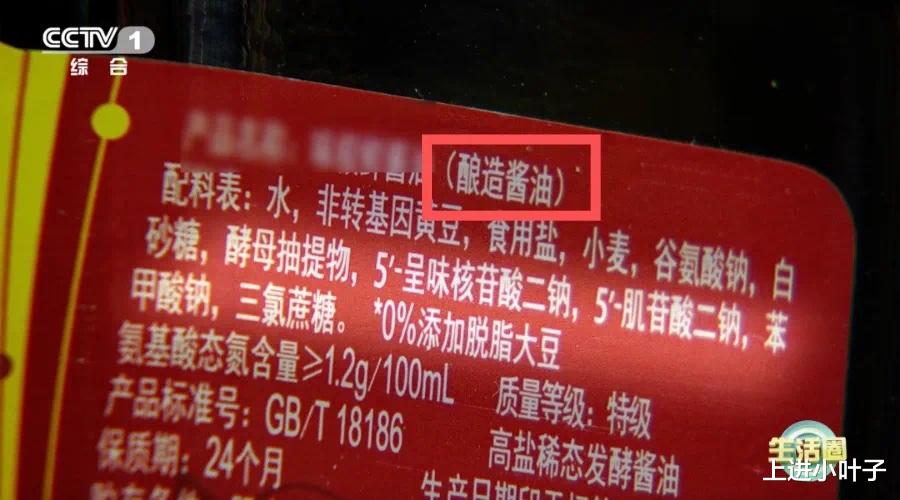 CCTV 1
综合
（酿造酱油）
配料表：水，非转基因黄豆，食用盐，小麦，谷氨酸钠，白
砂糖，酵母抽提物，5′-呈味核苷酸二钠，5′-肌苷酸二钠，苯
甲酸钠，三氯蔗糖。 *0%添加脱脂大豆
氨基酸态氮含量≥1.2g/100mL 质量等级：特级
产品标准号：GB/T 18186 高盐稀态发酵酱油
保质期：24个月
生产日期
生活圈
上进小叶子